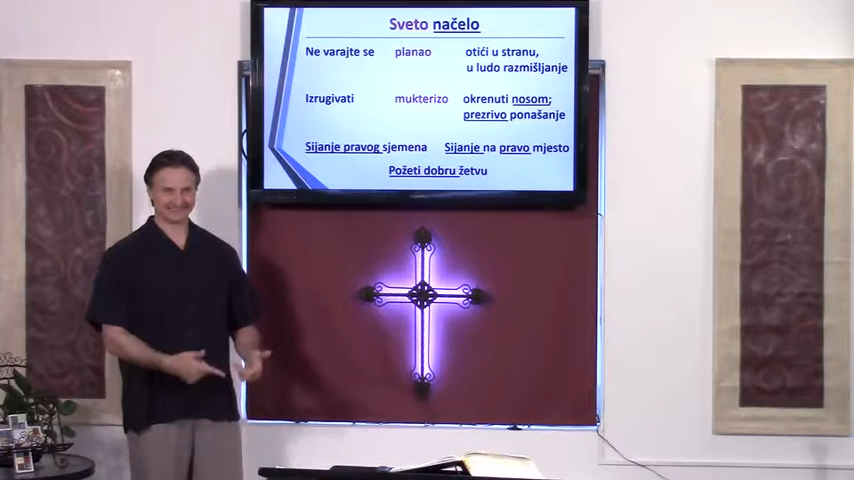 Sveto načelo
Ne varajte se planao otići u stranu,
u ludo razmišljanje
Izrugivati mukterizo okrenuti nosom;
prezrivo ponašanje
Sijanje pravog sjemena Sijanje na pravo mjesto
Požeti dobru žetvu